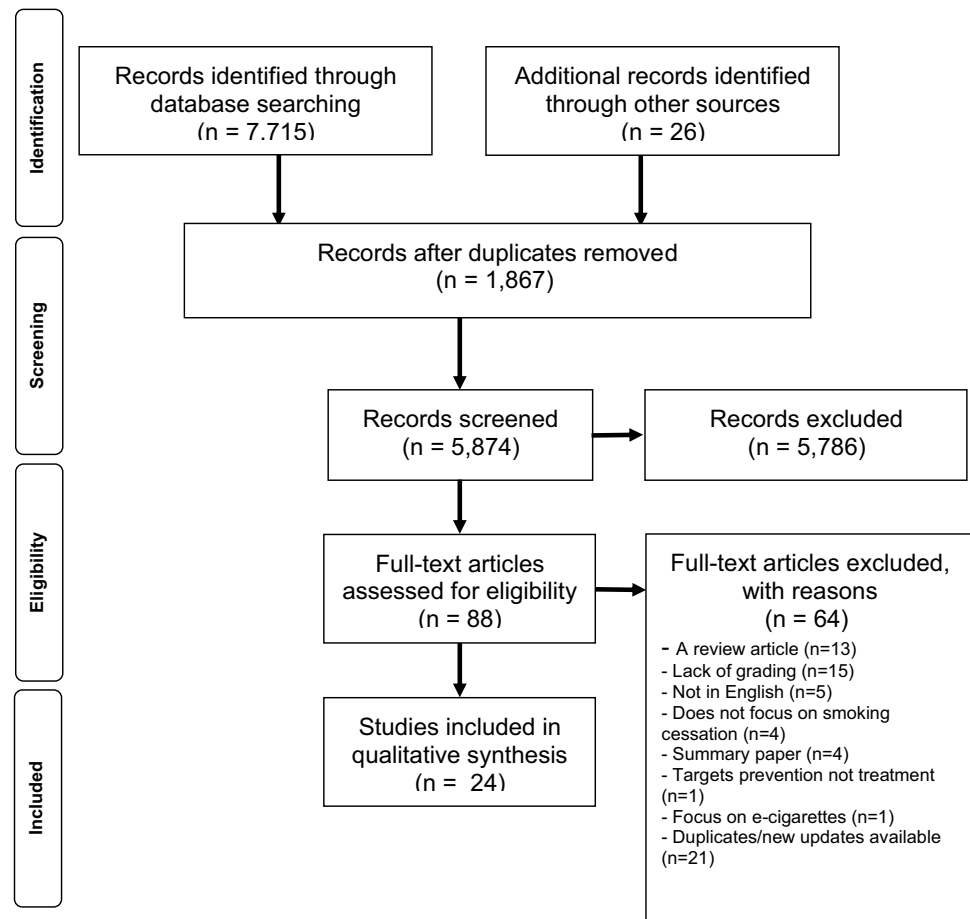 Identification
Records identified through
database searching
(n = 7,715)
Additional records identified
through other sources
(n = 26)
Screening
Records after duplicates removed
(n = 1,867)
Records screened
(n = 5,874)
Records excluded
(n = 5,786)
Eligibility
Full-text articles
assessed for eligibility
(n = 88)
Full-text articles excluded,
with reasons
(n = 64)
- A review article (n=13)
- Lack of grading (n=15)
- Not in English (n=5)
- Does not focus on smoking
cessation (n=4)
- Summary paper (n=4)
- Targets prevention not treatment
(n=1)
- Focus on e-cigarettes (n=1)
- Duplicates/new updates available
(n=21)
Included
Studies included in
qualitative synthesis
(n = 24)